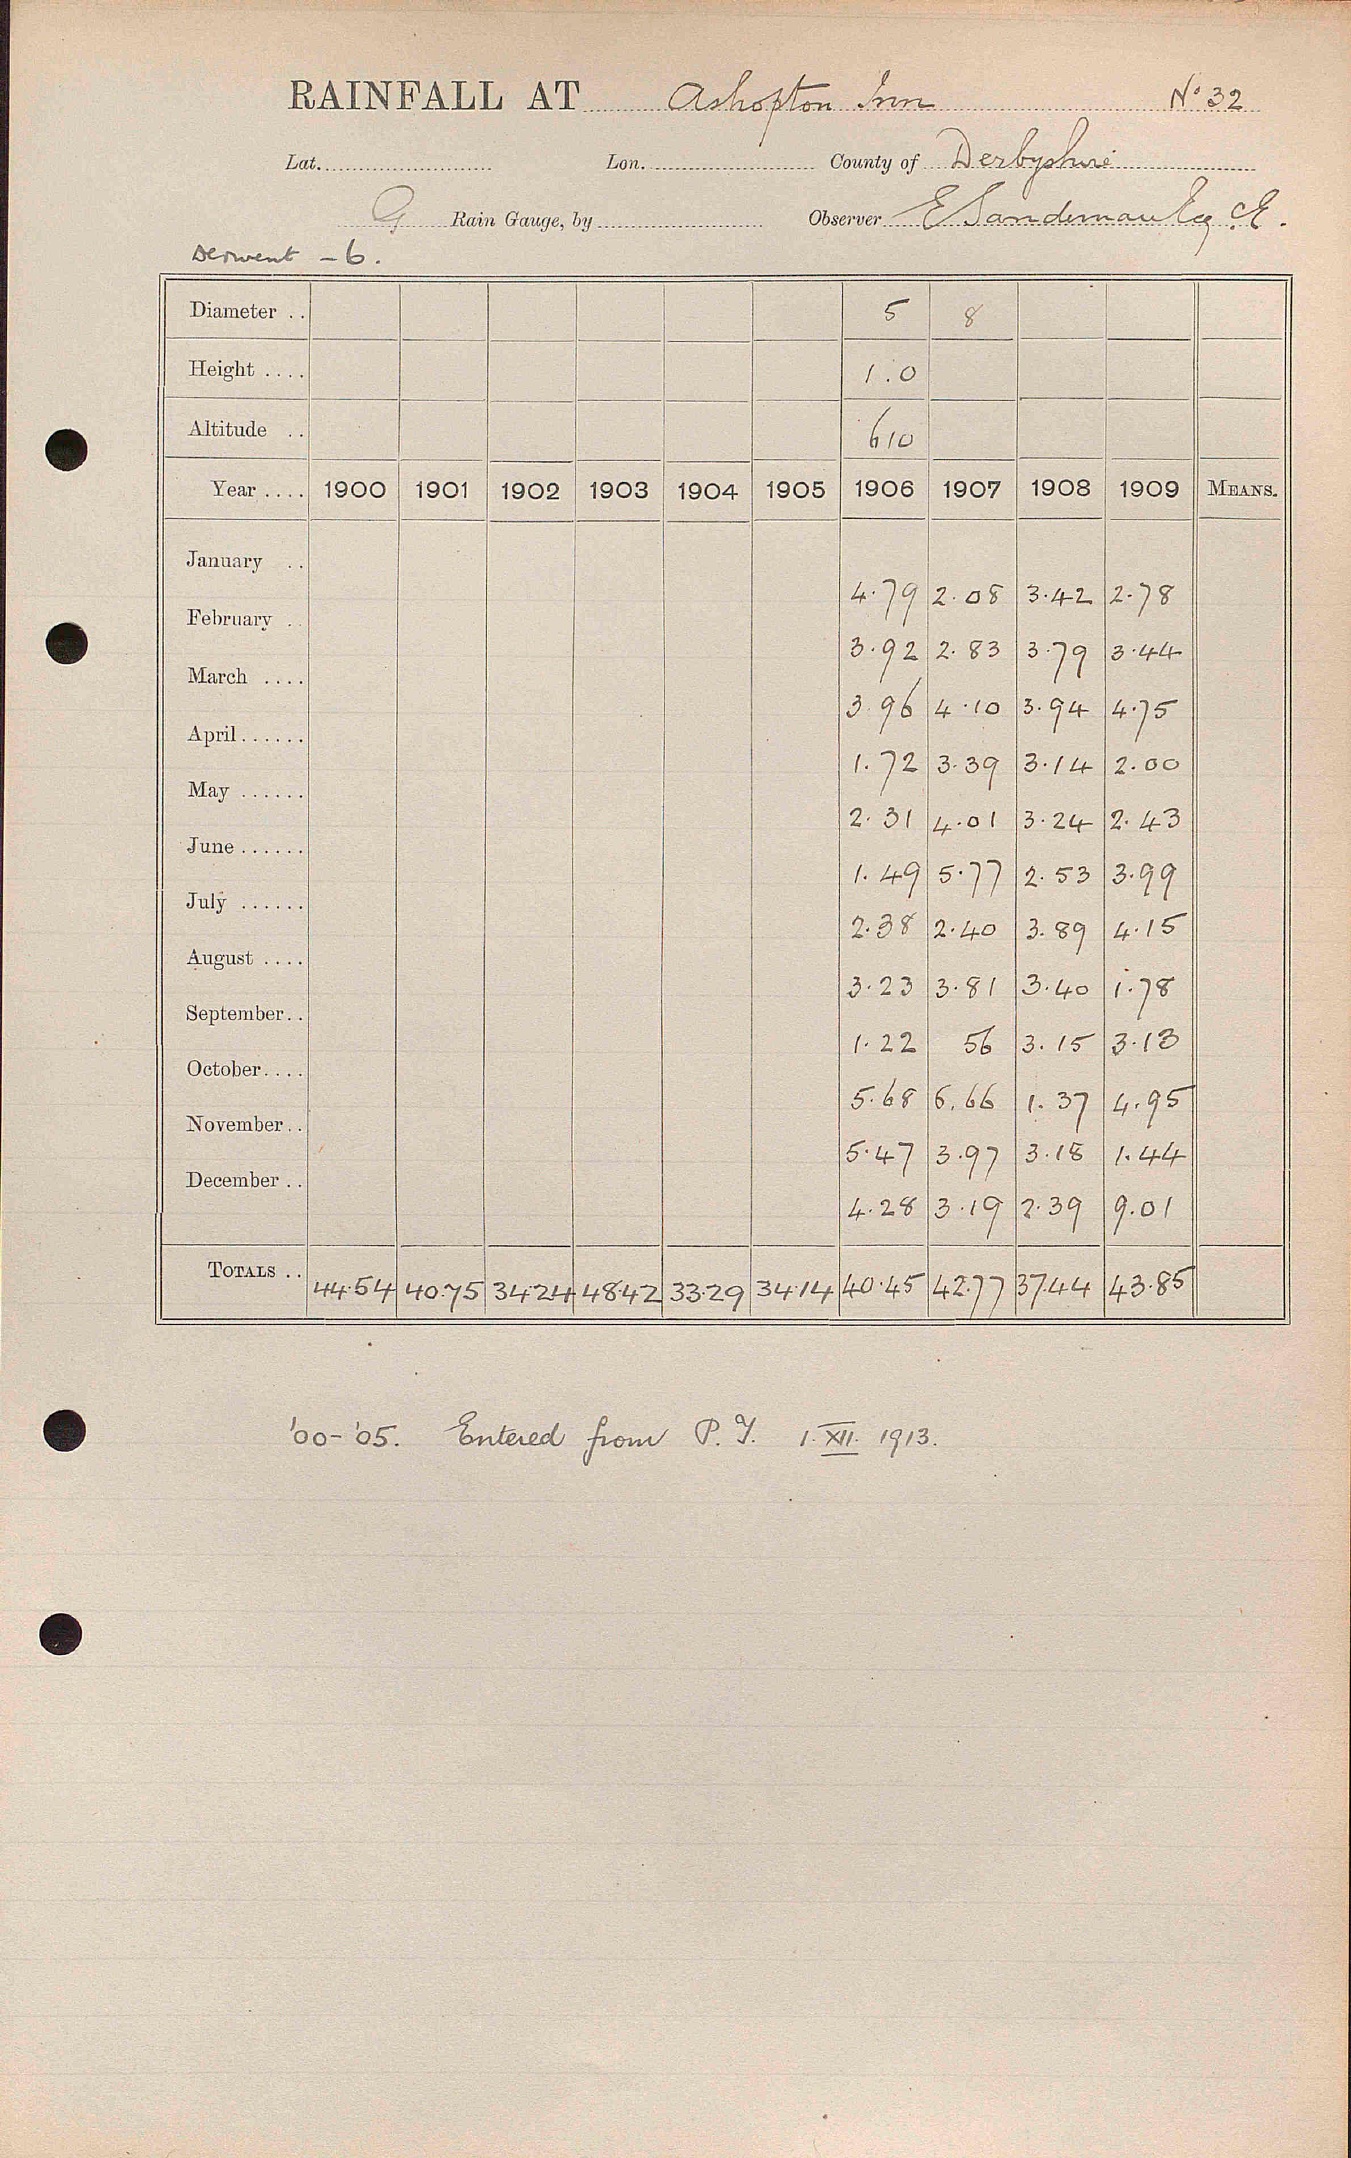 RAINFALL AT Ashopton Inn No 32
Lat. Lon. County of Derbyshire
G Rain Gauge, by Observer E Sandeman Esq C.E.
Derwent - 6.
Diameter .. 5 8
Height .... 1.0
Altitude .. 610
Year .... 1900 1901 1902 1903 1904 1905 1906 1907 1908 1909 MEANS.
January .. 4.79 2.08 3.42 2.78
February . 3.92 2.83 3.79 3.44
March .... 3.96 4.10 3.94 4.75
April...... 1.72 3.39 3.14 2.00
May ...... 2.31 4.01 3.24 2.43
June...... 1.49 5.77 2.53 3.99
July ...... 2.38 2.40 3.89 4.15
August .... 3.23 3.81 3.40 1.78
September.. 1.22 56 3.15 3.13
October.... 5.68 6.66 1.37 4.95
November.. 5.47 3.97 3.18 1.44
December .. 4.28 3.19 2.39 9.01
TOTALS .. 44.54 40.75 34.24 48.42 33.29 34.14 40.45 42.77 37.44 43.85
'00-'05. Entered from P. Y. 1.XII.1913.